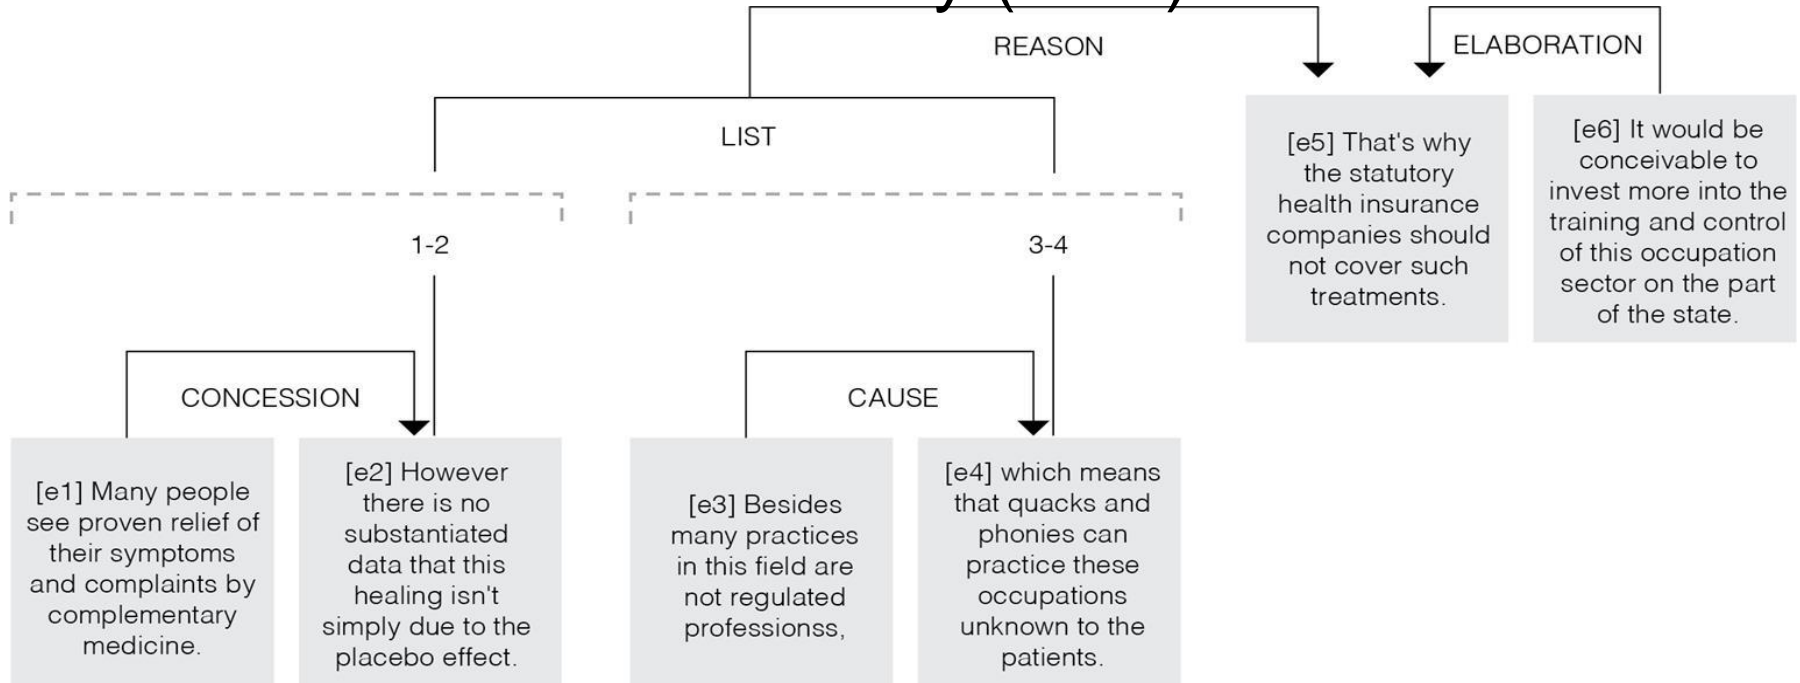 REASON
ELABORATION
LIST
1-2
3-4
CONCESSION
CAUSE
[e1] Many people
see proven relief of
their symptoms
and complaints by
complementary
medicine.
[e2] However
there is no
substantiated
data that this
healing isn't
simply due to the
placebo effect.
[e3] Besides
many practices
in this field are
not regulated
professionss,
[e4] which means
that quacks and
phonies can
practice these
occupations
unknown to the
patients.
[e5] That's why
the statutory
health insurance
companies should
not cover such
treatments.
[e6] It would be
conceivable to
invest more into the
training and control
of this occupation
sector on the part
of the state.